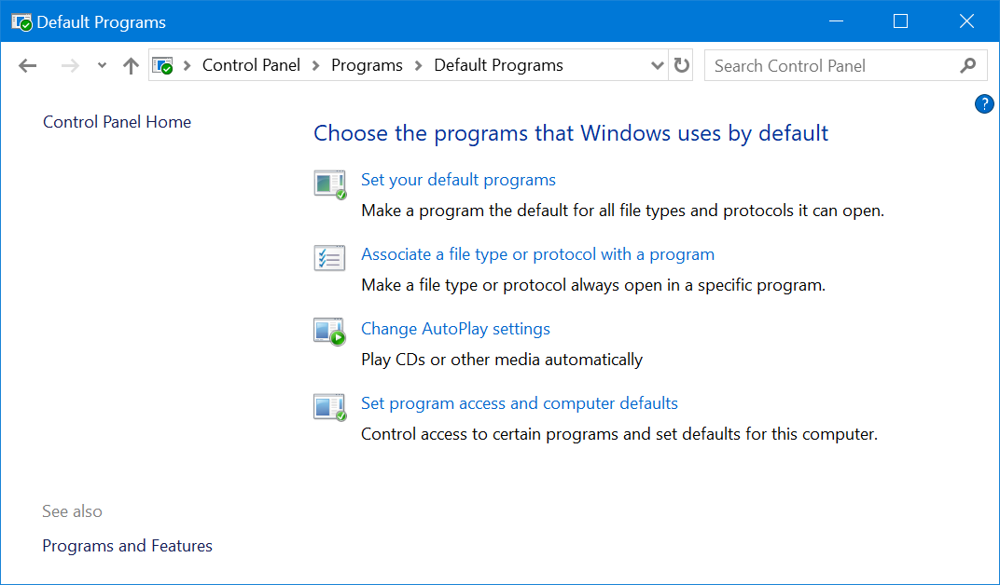 Default Programs
Control Panel > Programs > Default Programs
Search Control Panel
?
Control Panel Home
Choose the programs that Windows uses by default
Set your default programs
Make a program the default for all file types and protocols it can open.
Associate a file type or protocol with a program
Make a file type or protocol always open in a specific program.
Change AutoPlay settings
Play CDs or other media automatically
Set program access and computer defaults
Control access to certain programs and set defaults for this computer.
See also
Programs and Features